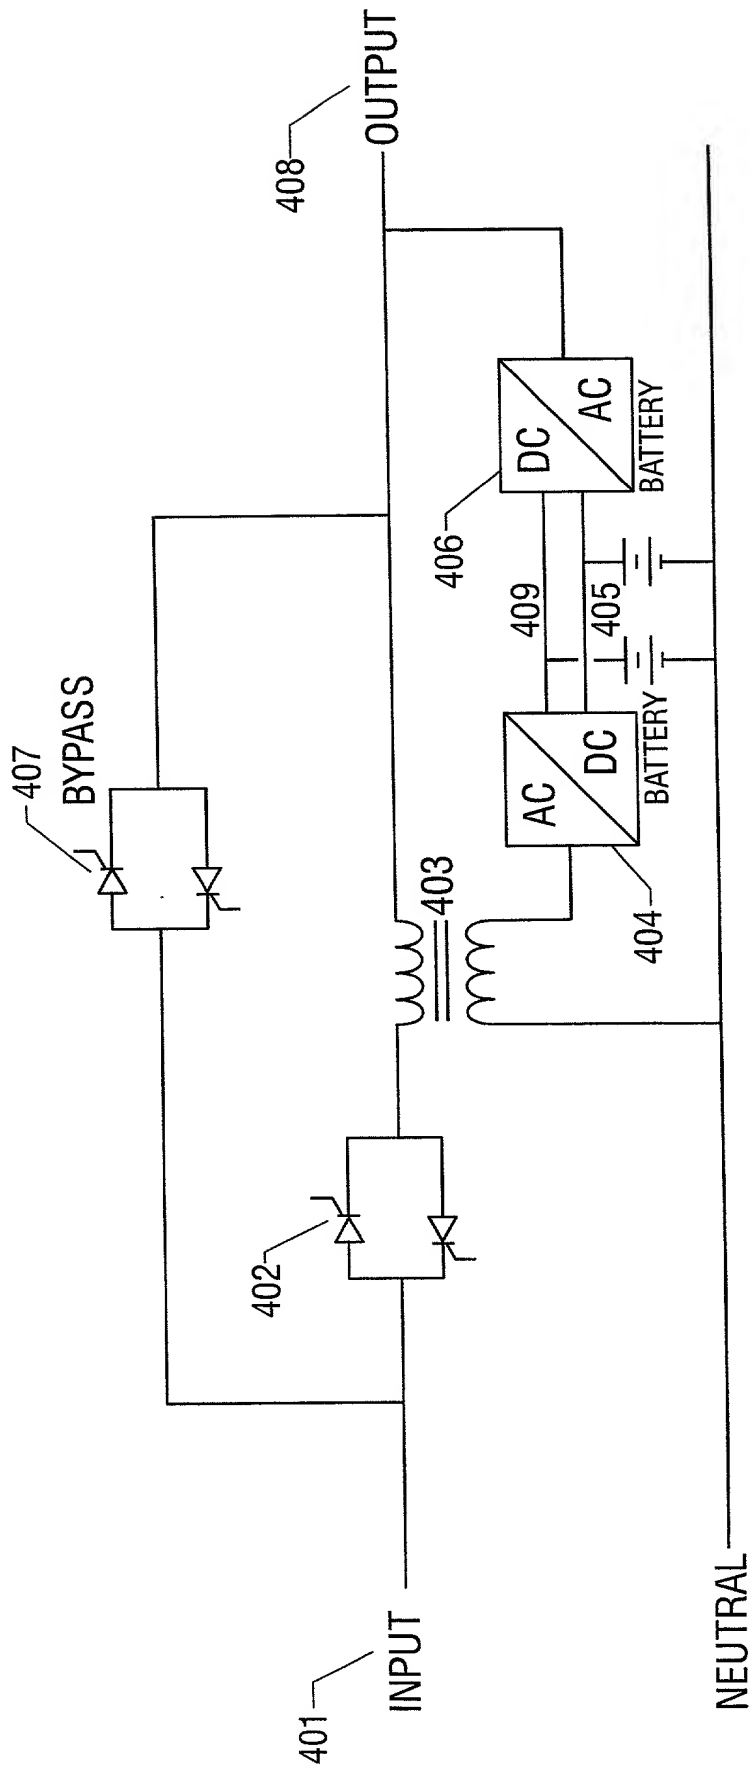 407
BYPASS
408
OUTPUT
401
INPUT
402
403
409
406
DC
AC
405
AC
DC
404
BATTERY
BATTERY
NEUTRAL